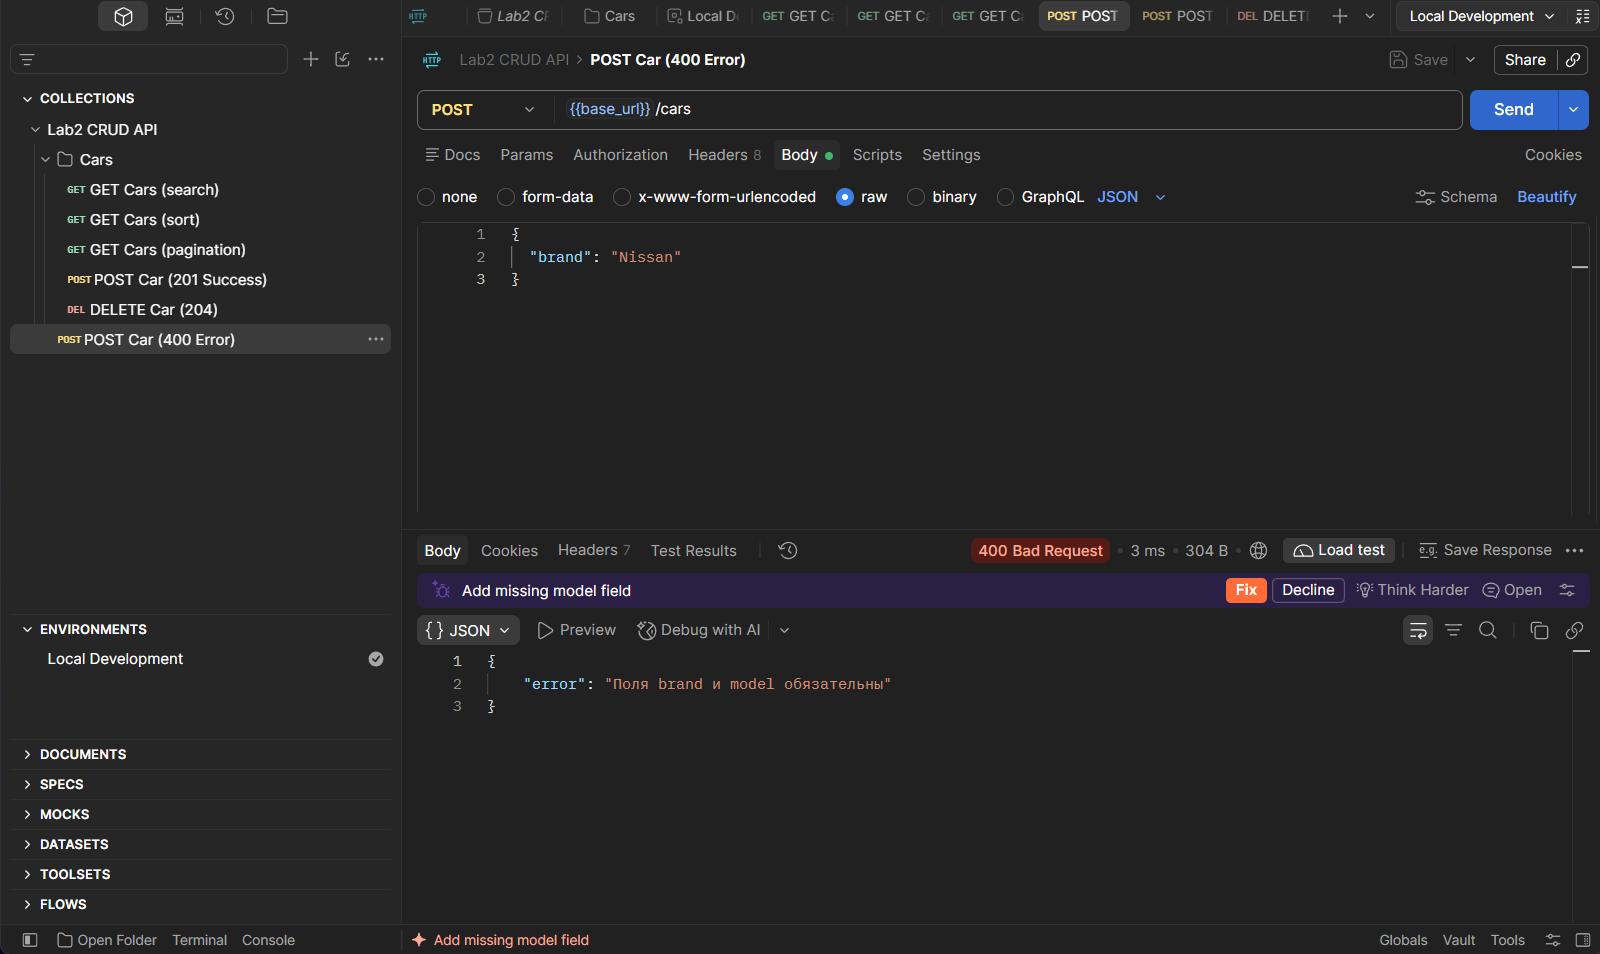 HTTP Lab2 CF Cars Local D GET GET C GET GET C GET GET C POST POST POST POST DEL DELET Local Development
HTTP Lab2 CRUD API > POST Car (400 Error) Save Share
COLLECTIONS
Lab2 CRUD API
Cars
GET GET Cars (search)
GET GET Cars (sort)
GET GET Cars (pagination)
POST POST Car (201 Success)
DEL DELETE Car (204)
POST POST Car (400 Error)
ENVIRONMENTS
Local Development
DOCUMENTS
SPECS
MOCKS
DATASETS
TOOLSETS
FLOWS
POST {{base_url}} /cars Send
Docs Params Authorization Headers 8 Body Scripts Settings Cookies
none form-data x-www-form-urlencoded raw binary GraphQL JSON Schema Beautify
1 {
2 "brand": "Nissan"
3 }
Body Cookies Headers 7 Test Results 400 Bad Request 3 ms 304 B Load test e.g. Save Response
Add missing model field Fix Decline Think Harder Open
{} JSON Preview Debug with AI
1 {
2 "error": "Поля brand и model обязательны"
3 }
Open Folder Terminal Console Add missing model field Globals Vault Tools